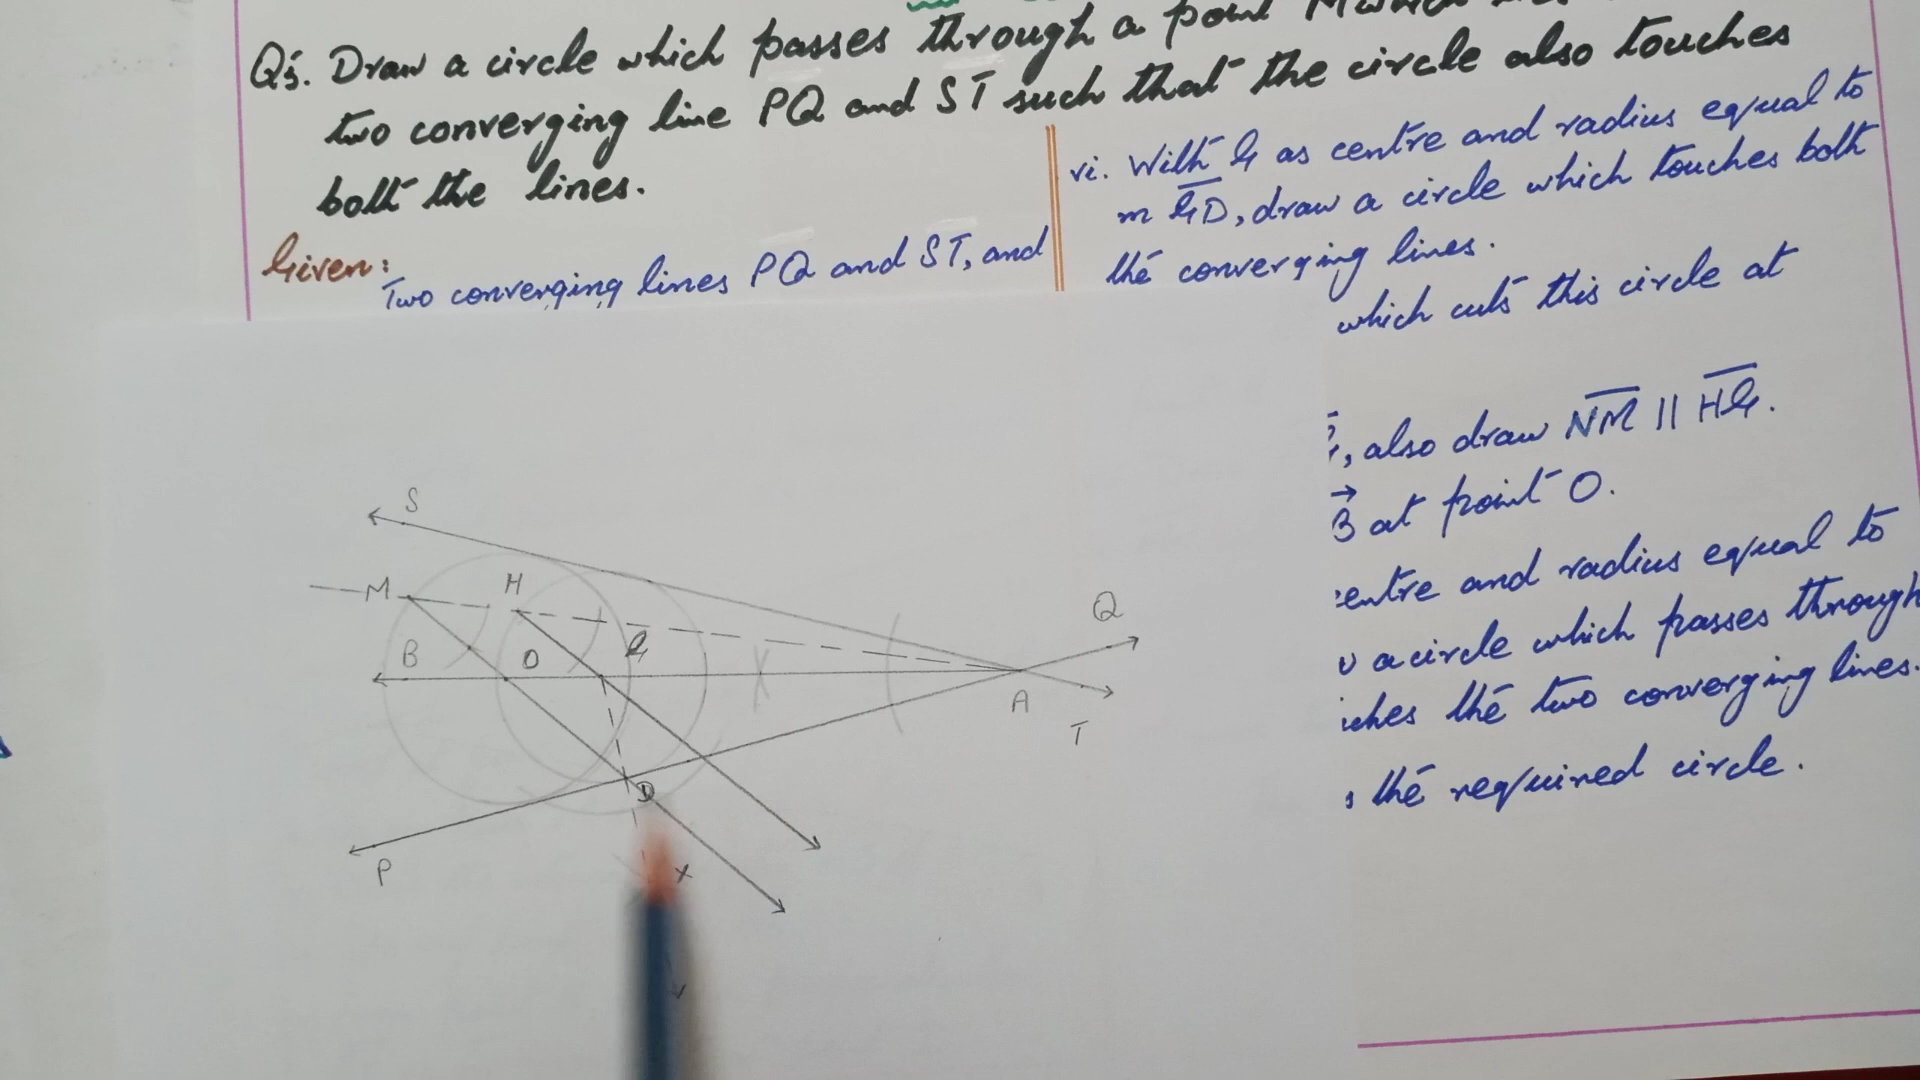 Q5. Draw a circle which passes through a point M which
two converging line PQ and ST such that the circle also touches
both the lines.
Given:
Two converging lines PQ and ST, and
vi. With G as centre and radius equal to
m GD, draw a circle which touches both
the converging lines.
which cuts this circle at
, also draw NM || HG.
B at point O.
centre and radius equal to
a circle which passes through
the two converging lines.
the required circle.
S
M H Q
B O G
A
T
D
P X